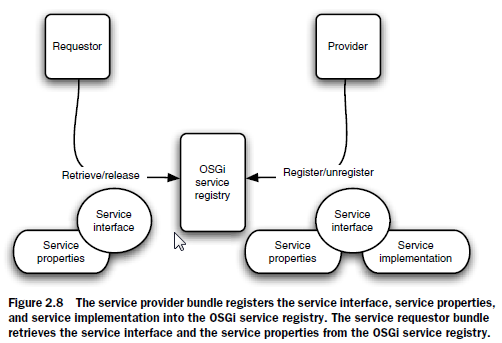 Requestor
Provider
OSGi
service
registry
Retrieve/release
Register/unregister
Service
interface
Service
properties
Service
interface
Service
properties
Service
implementation
Figure 2.8 The service provider bundle registers the service interface, service properties,
and service implementation into the OSGi service registry. The service requestor bundle
retrieves the service interface and the service properties from the OSGi service registry.